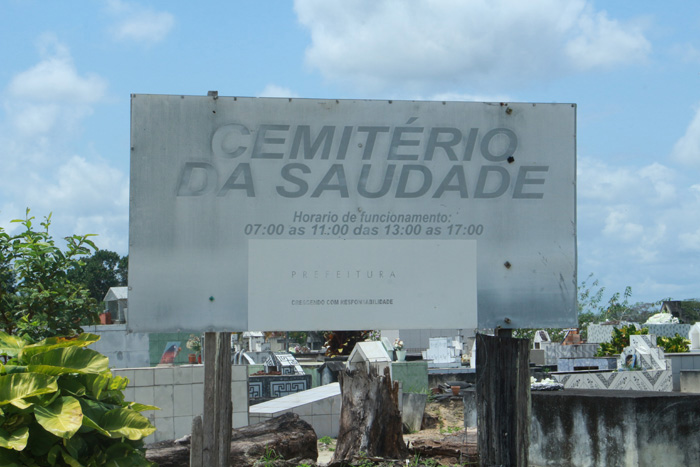 CEMITÉRIO
DA SAUDADE
Horario de funcionamento:
07:00 as 11:00 das 13:00 as 17:00
PREFEITURA
CRESCENDO COM RESPONSABILIDADE